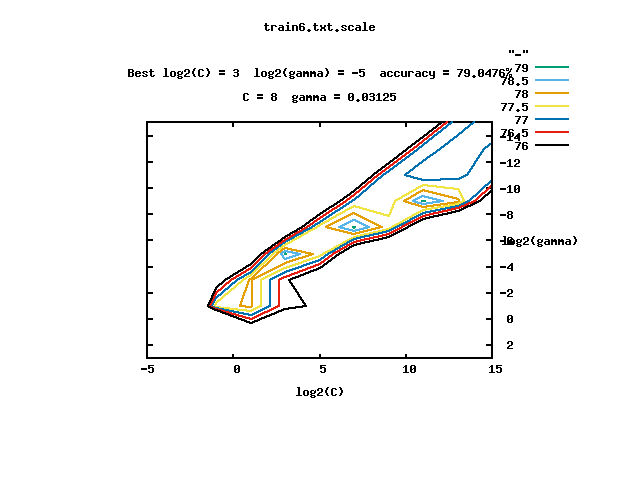 train6.txt.scale
"-"
Best log2(C) = 3  log2(gamma) = -5  accuracy = 79.0476%
79
78.5
C = 8  gamma = 0.03125
78
77.5
77
76.5
76
-14
-12
-10
-8
-6
log2(gamma)
-4
-2
0
2
-5 0 5 10 15
log2(C)